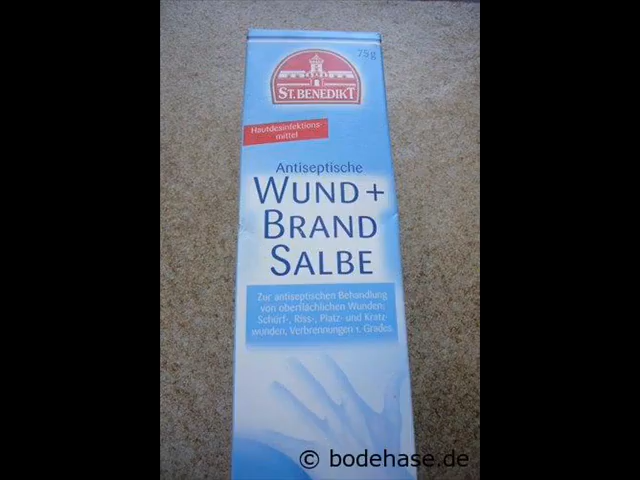 75g
ST. BENEDIKT
Hautdesinfektions-
mittel
Antiseptische
WUND +
BRAND
SALBE
Zur antiseptischen Behandlung
von oberflächlichen Wunden:
Schürf-, Riss-, Platz- und Kratz-
wunden, Verbrennungen 1. Grades
© bodehase.de